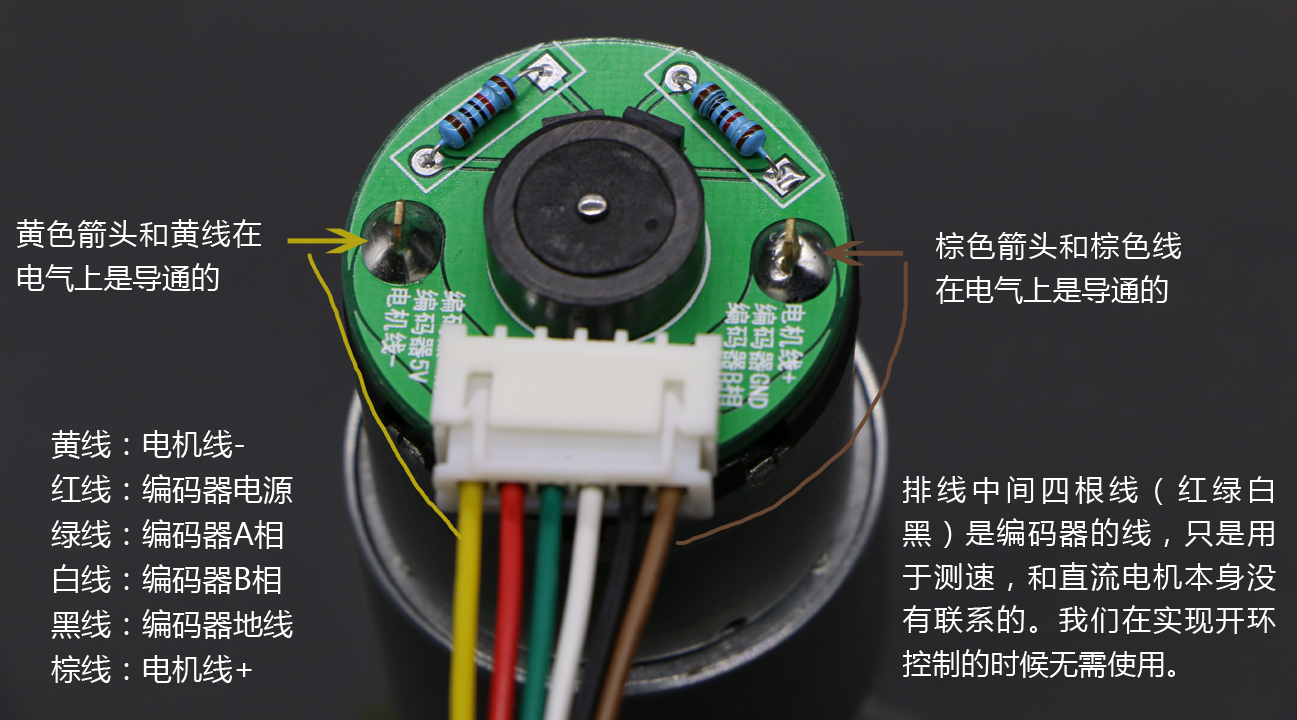 黄色箭头和黄线在
电气上是导通的
棕色箭头和棕色线
在电气上是导通的
电机线-
编码器5V
编码
电机线+
编码器GND
编码器B相
黄线：电机线-
红线：编码器电源
绿线：编码器A相
白线：编码器B相
黑线：编码器地线
棕线：电机线+
排线中间四根线（红绿白
黑）是编码器的线，只是用
于测速，和直流电机本身没
有联系的。我们在实现开环
控制的时候无需使用。